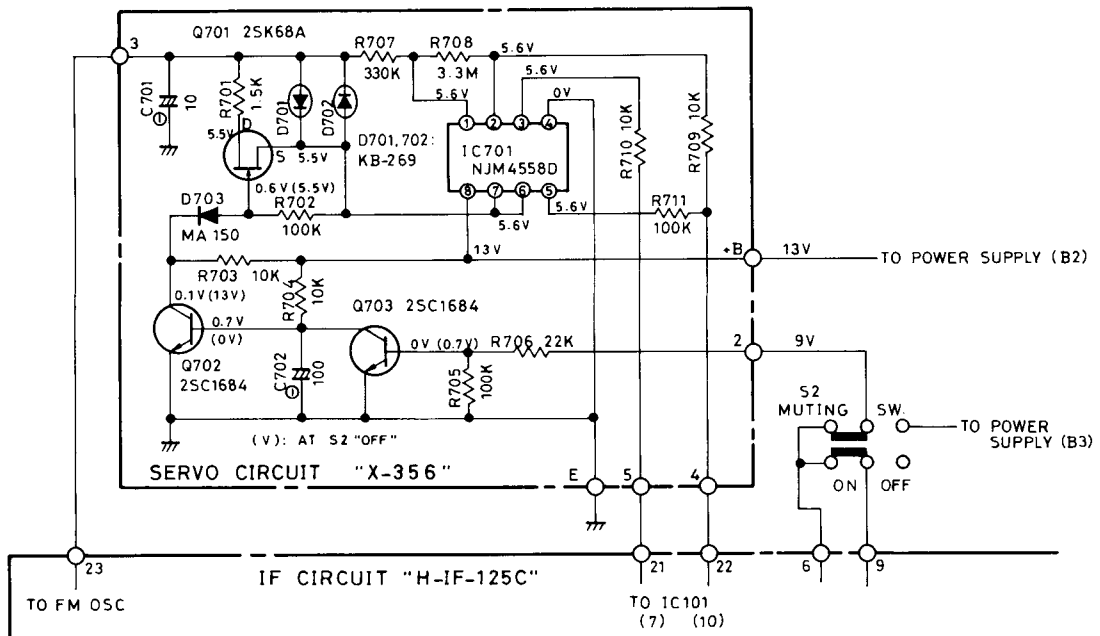 Q701 2SK68A
3
R707
330K
R708
3.3M
5.6V
5.6V
0V
5.6V
C701
10
R701
1.5K
D701
D702
5.5V
D
S
5.5V
D701,702:
KB-269
1 2 3 4
IC701
NJM4558D
8 7 6 5
R710 10K
R709 10K
0.6V(5.5V)
D703
MA 150
R702
100K
5.6V
5.6V
R711
100K
13V
+B
13V
TO POWER SUPPLY (B2)
R703 10K
R704
10K
0.1V(13V)
Q703 2SC1684
0.7V
(0V)
Q702
2SC1684
C702
100
0V(0.7V)
R706 22K
R705
100K
2
9V
S2
MUTING SW.
TO POWER
SUPPLY (B3)
ON OFF
(V): AT S2 "OFF"
SERVO CIRCUIT "X-356"
E 5 4
23
21
22
6
9
IF CIRCUIT "H-IF-125C"
TO FM OSC
TO IC101
(7) (10)